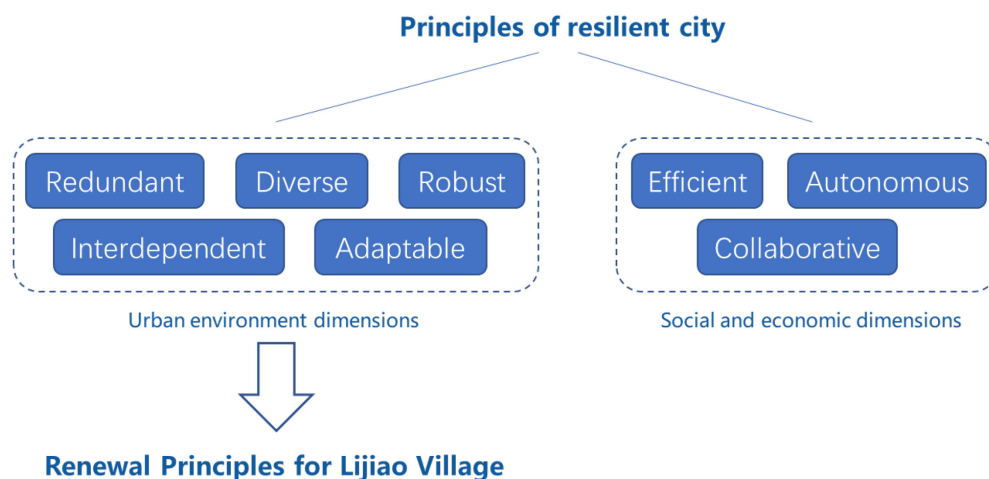 Principles of resilient city
Redundant Diverse Robust
Interdependent Adaptable
Urban environment dimensions
Efficient Autonomous
Collaborative
Social and economic dimensions
Renewal Principles for Lijiao Village